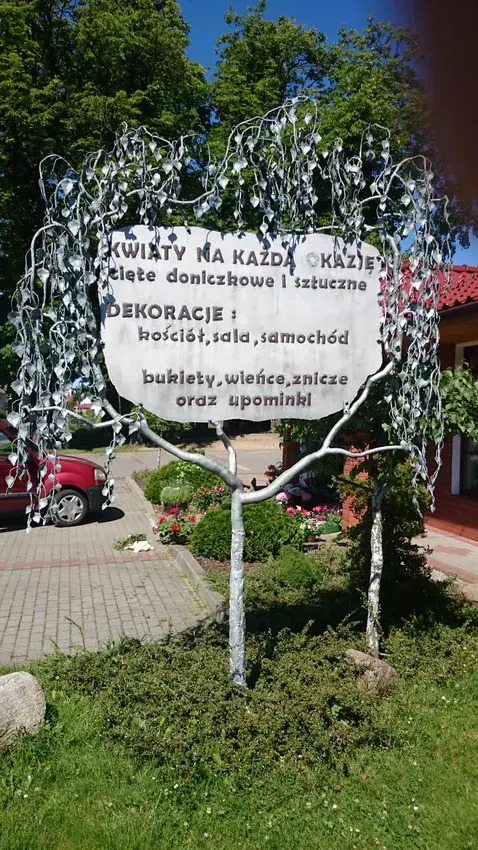 KWIATY NA KAŻDĄ OKAZJĘ
cięte doniczkowe i sztuczne
DEKORACJE :
kościół,sala,samochód
bukiety,wieńce,znicze
oraz upominki